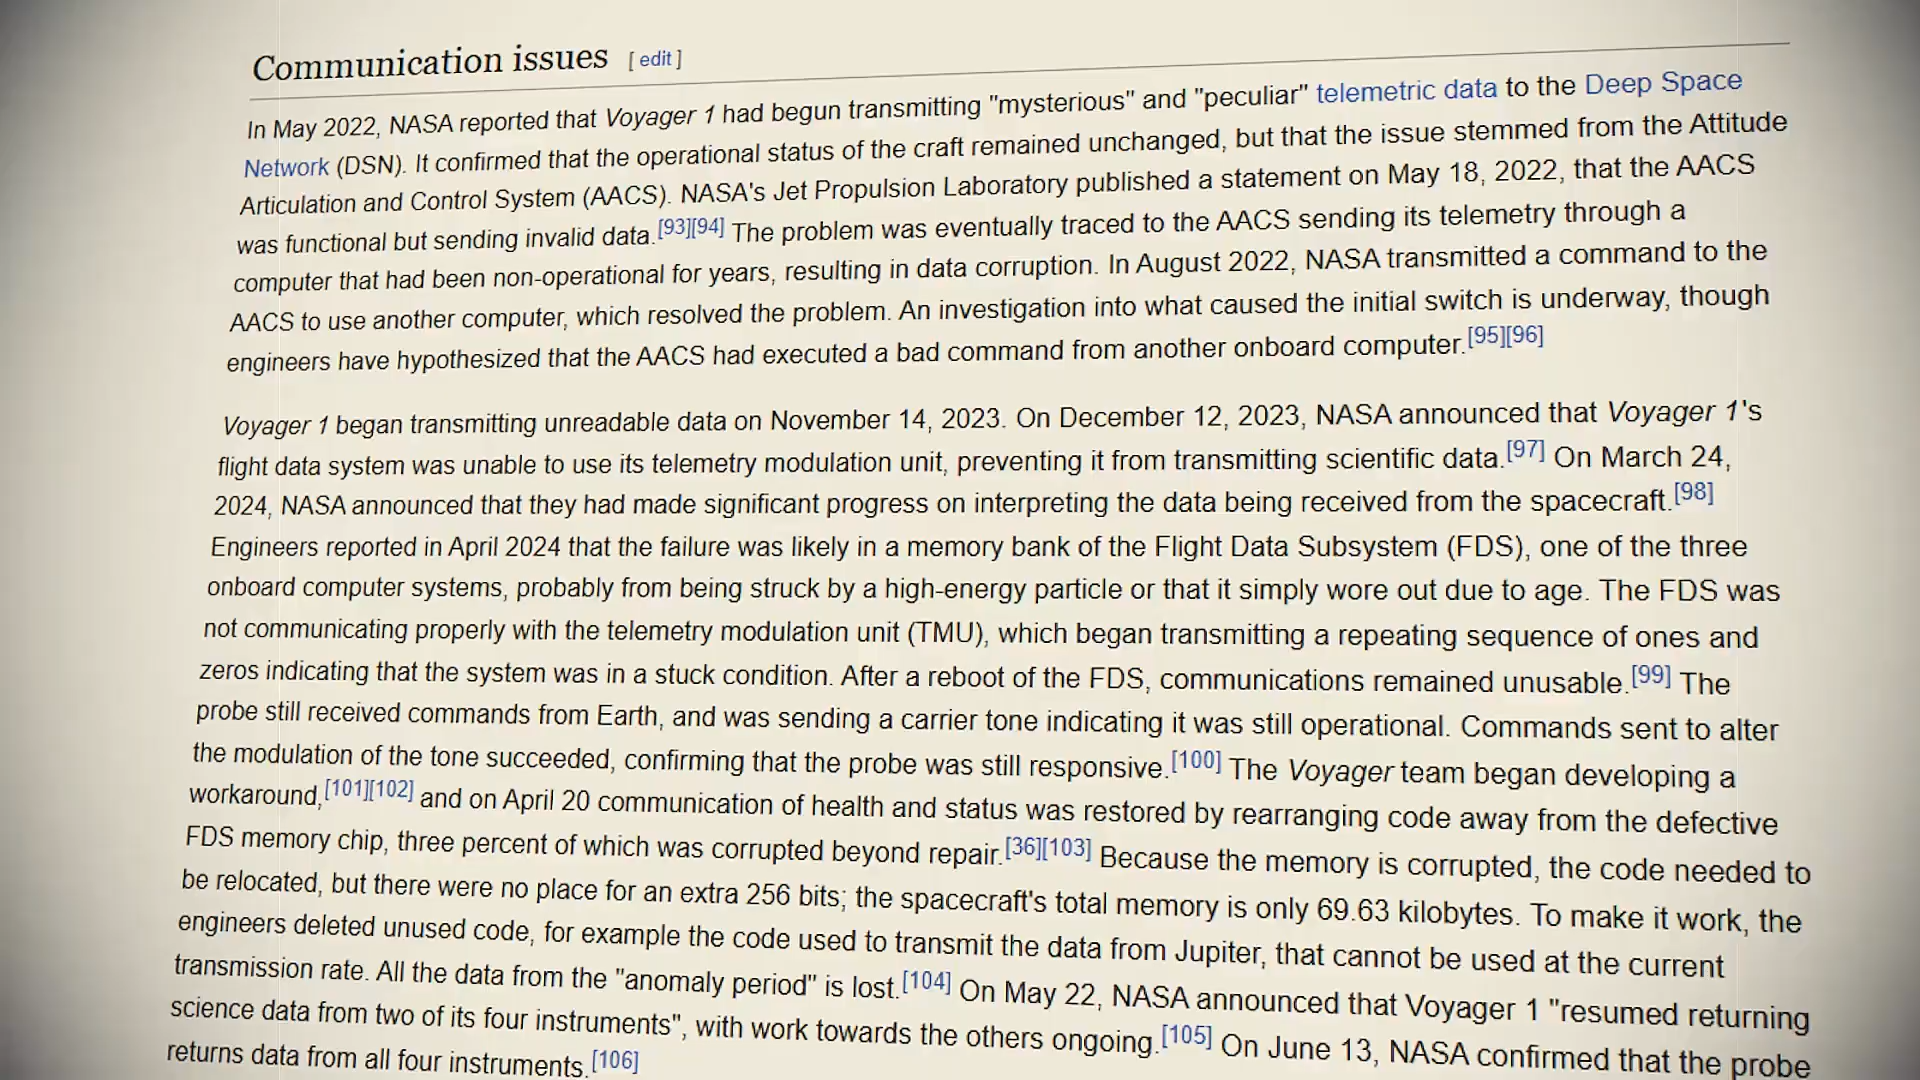 Communication issues [ edit ]
In May 2022, NASA reported that Voyager 1 had begun transmitting "mysterious" and "peculiar" telemetric data to the Deep Space
Network (DSN). It confirmed that the operational status of the craft remained unchanged, but that the issue stemmed from the Attitude
Articulation and Control System (AACS). NASA's Jet Propulsion Laboratory published a statement on May 18, 2022, that the AACS
was functional but sending invalid data.[93][94] The problem was eventually traced to the AACS sending its telemetry through a
computer that had been non-operational for years, resulting in data corruption. In August 2022, NASA transmitted a command to the
AACS to use another computer, which resolved the problem. An investigation into what caused the initial switch is underway, though
engineers have hypothesized that the AACS had executed a bad command from another onboard computer.[95][96]
Voyager 1 began transmitting unreadable data on November 14, 2023. On December 12, 2023, NASA announced that Voyager 1's
flight data system was unable to use its telemetry modulation unit, preventing it from transmitting scientific data.[97] On March 24,
2024, NASA announced that they had made significant progress on interpreting the data being received from the spacecraft.[98]
Engineers reported in April 2024 that the failure was likely in a memory bank of the Flight Data Subsystem (FDS), one of the three
onboard computer systems, probably from being struck by a high-energy particle or that it simply wore out due to age. The FDS was
not communicating properly with the telemetry modulation unit (TMU), which began transmitting a repeating sequence of ones and
zeros indicating that the system was in a stuck condition. After a reboot of the FDS, communications remained unusable.[99] The
probe still received commands from Earth, and was sending a carrier tone indicating it was still operational. Commands sent to alter
the modulation of the tone succeeded, confirming that the probe was still responsive.[100] The Voyager team began developing a
workaround,[101][102] and on April 20 communication of health and status was restored by rearranging code away from the defective
FDS memory chip, three percent of which was corrupted beyond repair.[36][103] Because the memory is corrupted, the code needed to
be relocated, but there were no place for an extra 256 bits; the spacecraft's total memory is only 69.63 kilobytes. To make it work, the
engineers deleted unused code, for example the code used to transmit the data from Jupiter, that cannot be used at the current
transmission rate. All the data from the "anomaly period" is lost.[104] On May 22, NASA announced that Voyager 1 "resumed returning
science data from two of its four instruments", with work towards the others ongoing.[105] On June 13, NASA confirmed that the probe
returns data from all four instruments.[106]